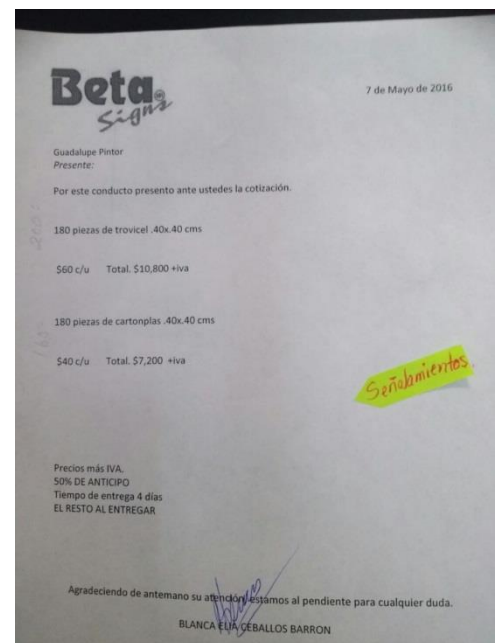 Beta
Signs
7 de Mayo de 2016
Guadalupe Pintor
Presente:
Por este conducto presento ante ustedes la cotización.
180 piezas de trovicel .40x.40 cms
$60 c/u Total. $10,800 +iva
180 piezas de cartonplas .40x.40 cms
$40 c/u Total. $7,200 +iva
Señalamientos.
Precios más IVA.
50% DE ANTICIPO
Tiempo de entrega 4 días
EL RESTO AL ENTREGAR
Agradeciendo de antemano su atención, estamos al pendiente para cualquier duda.
BLANCA ELIA CEBALLOS BARRON